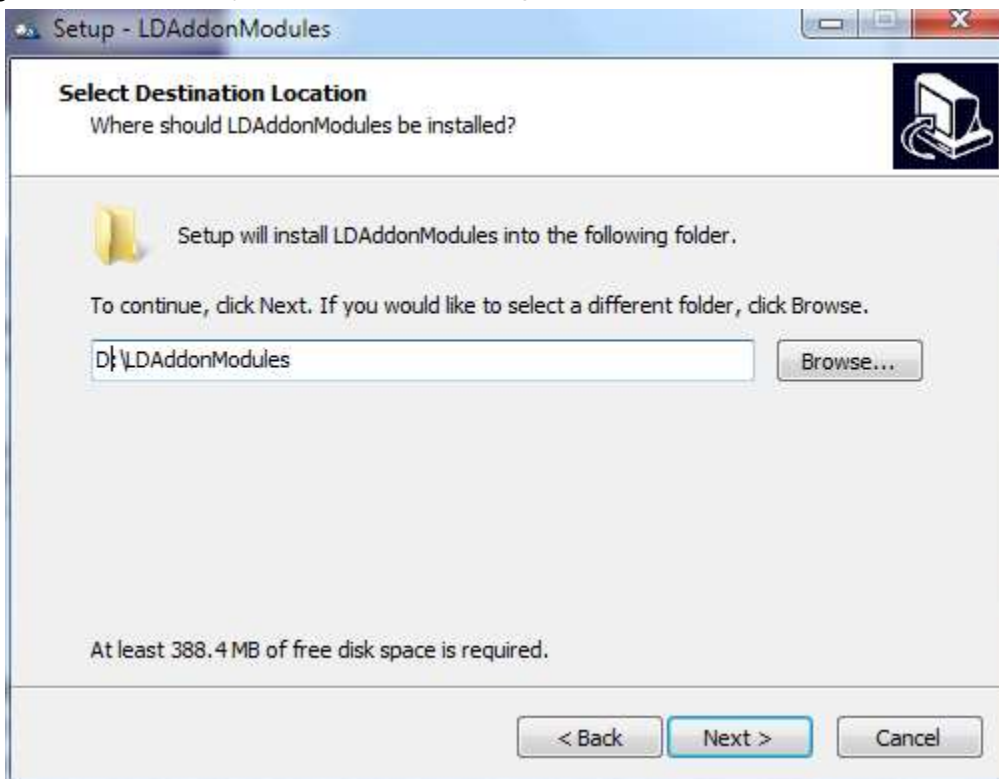 Setup - LDAddonModules
Select Destination Location
Where should LDAddonModules be installed?
Setup will install LDAddonModules into the following folder.
To continue, click Next. If you would like to select a different folder, click Browse.
D:\LDAddonModules
Browse...
At least 388.4 MB of free disk space is required.
< Back
Next >
Cancel